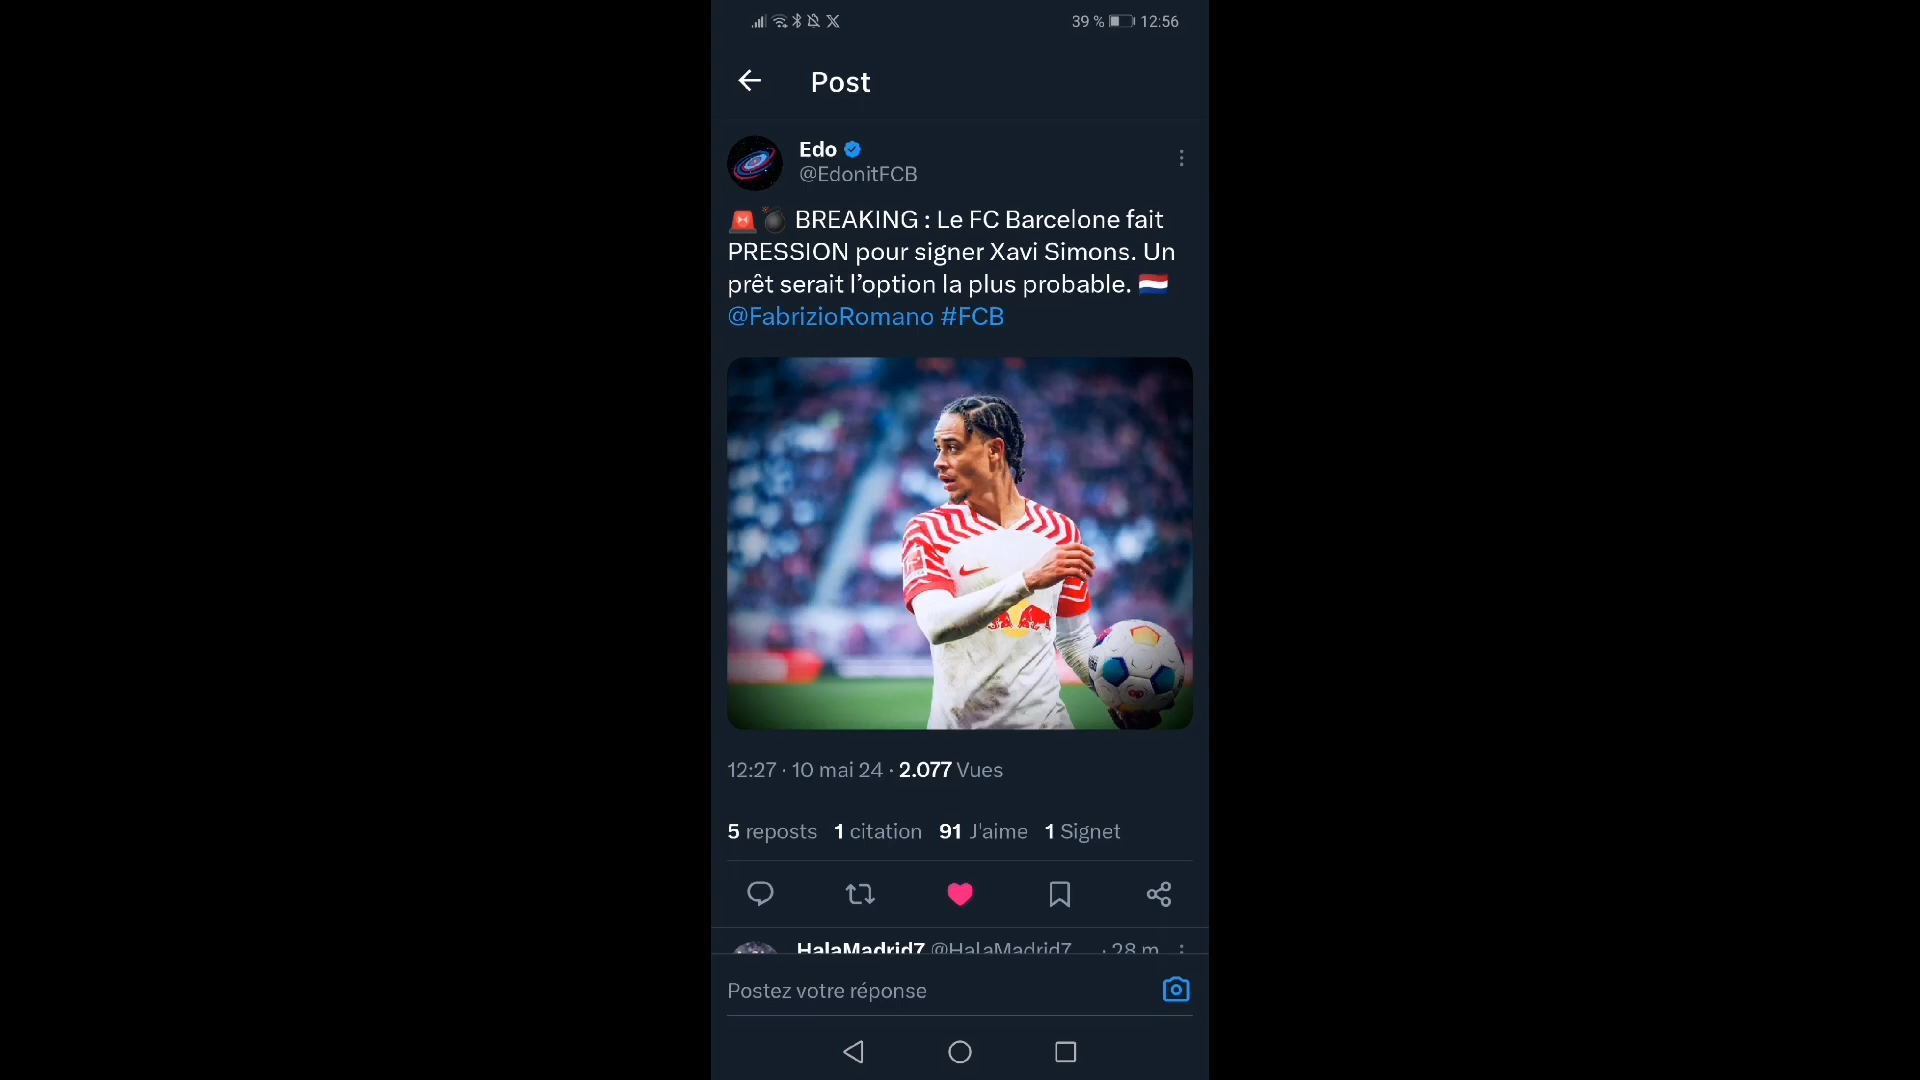 39 % 12:56
Post
Edo
@EdonitFCB
🚨💣 BREAKING : Le FC Barcelone fait
PRESSION pour signer Xavi Simons. Un
prêt serait l’option la plus probable. 🇳🇱
@FabrizioRomano #FCB
12:27 · 10 mai 24 · 2.077 Vues
5 reposts 1 citation 91 J'aime 1 Signet
HalaMadrid7 @HalaMadrid7_ · 28 m
Postez votre réponse